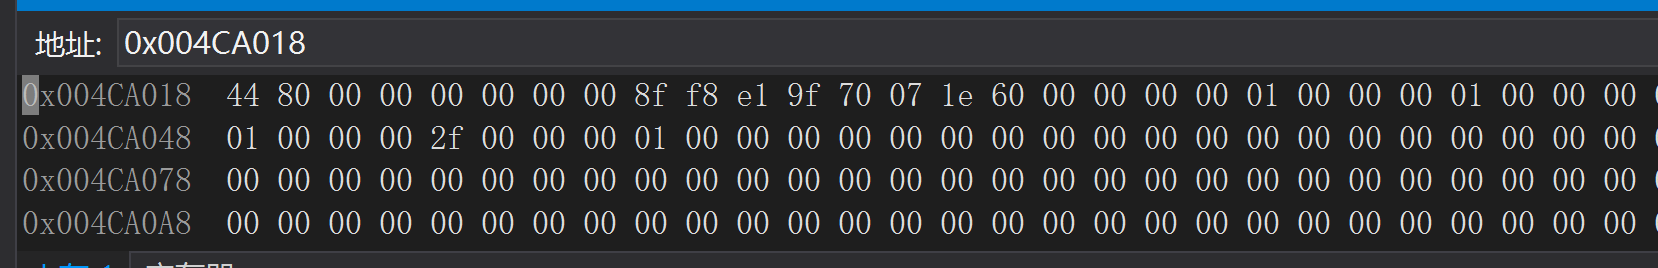 地址: 0x004CA018
0x004CA018 44 80 00 00 00 00 00 00 8f f8 e1 9f 70 07 1e 60 00 00 00 00 01 00 00 00 01 00 00 00
0x004CA048 01 00 00 00 2f 00 00 00 01 00 00 00 00 00 00 00 00 00 00 00 00 00 00 00 00 00 00 00
0x004CA078 00 00 00 00 00 00 00 00 00 00 00 00 00 00 00 00 00 00 00 00 00 00 00 00 00 00 00 00
0x004CA0A8 00 00 00 00 00 00 00 00 00 00 00 00 00 00 00 00 00 00 00 00 00 00 00 00 00 00 00 00